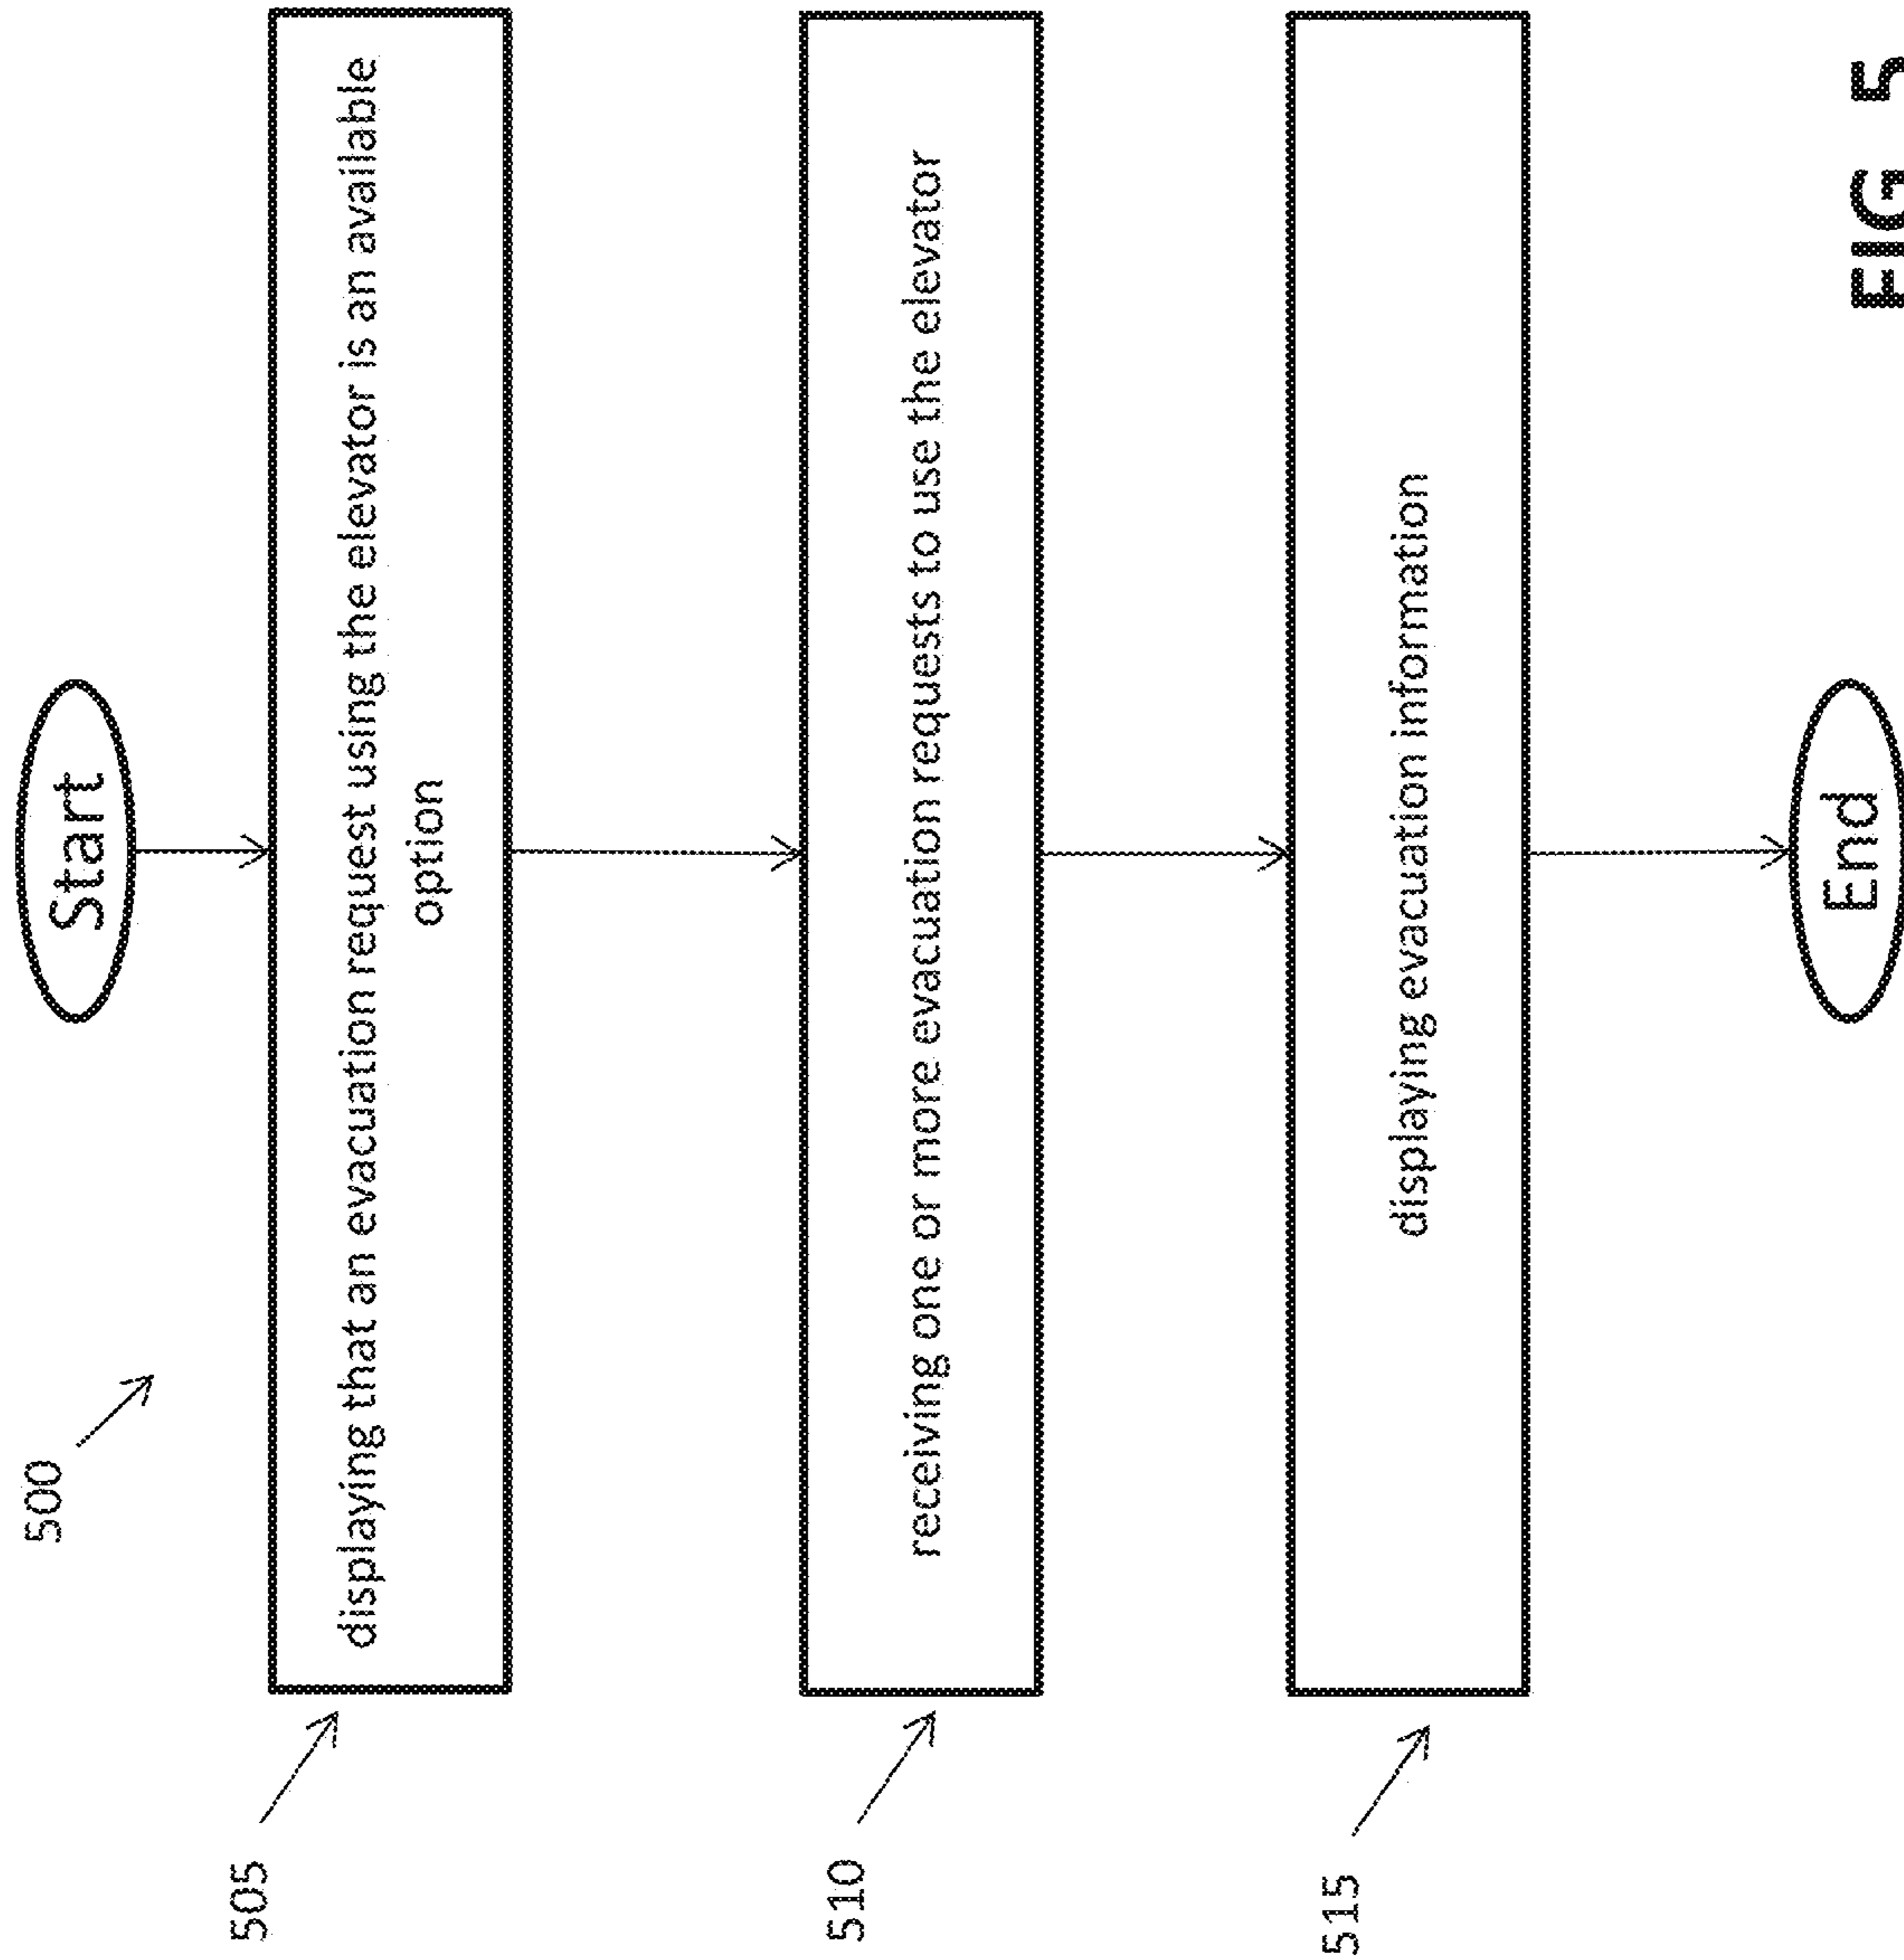 500
Start
505
displaying that an evacuation request using the elevator is an available
option
510
receiving one or more evacuation requests to use the elevator
515
displaying evacuation information
End
FIG 5